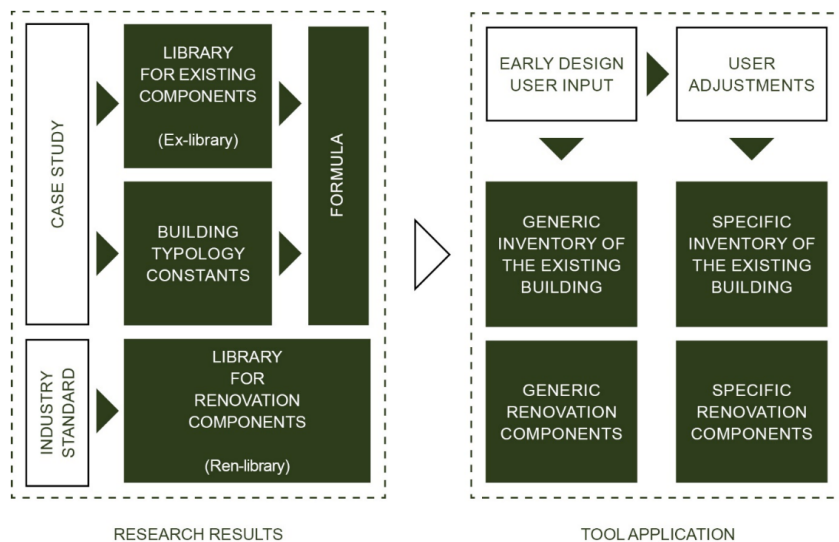 CASE STUDY
LIBRARY
FOR EXISTING
COMPONENTS
(Ex-library)
BUILDING
TYPOLOGY
CONSTANTS
FORMULA
INDUSTRY
STANDARD
LIBRARY
FOR
RENOVATION
COMPONENTS
(Ren-library)
RESEARCH RESULTS
EARLY DESIGN
USER INPUT
USER
ADJUSTMENTS
GENERIC
INVENTORY OF
THE EXISTING
BUILDING
SPECIFIC
INVENTORY OF
THE EXISTING
BUILDING
GENERIC
RENOVATION
COMPONENTS
SPECIFIC
RENOVATION
COMPONENTS
TOOL APPLICATION